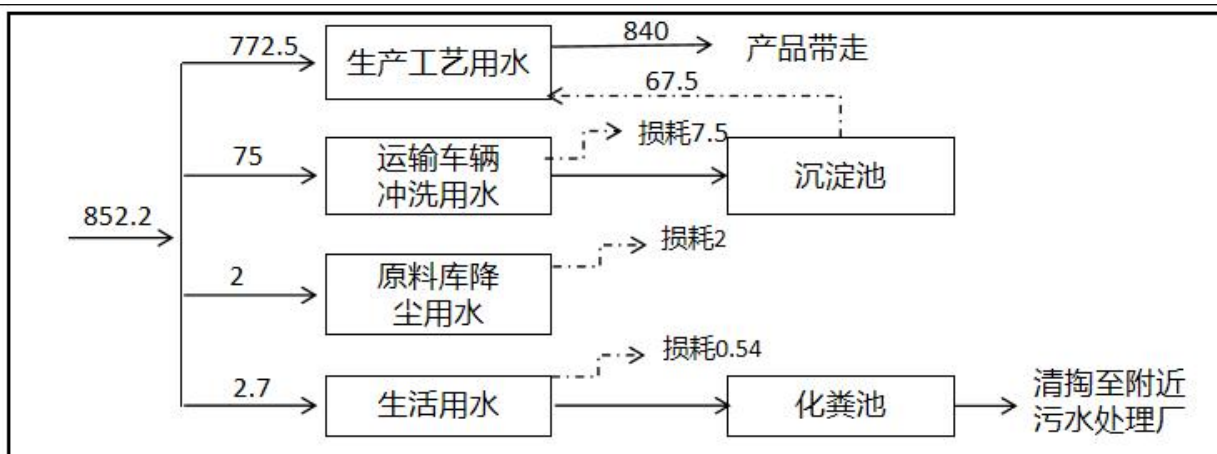 772.5
生产工艺用水
840
产品带走
67.5
75
运输车辆
冲洗用水
损耗7.5
沉淀池
852.2
2
原料库降
尘用水
损耗2
2.7
生活用水
损耗0.54
化粪池
清掏至附近
污水处理厂